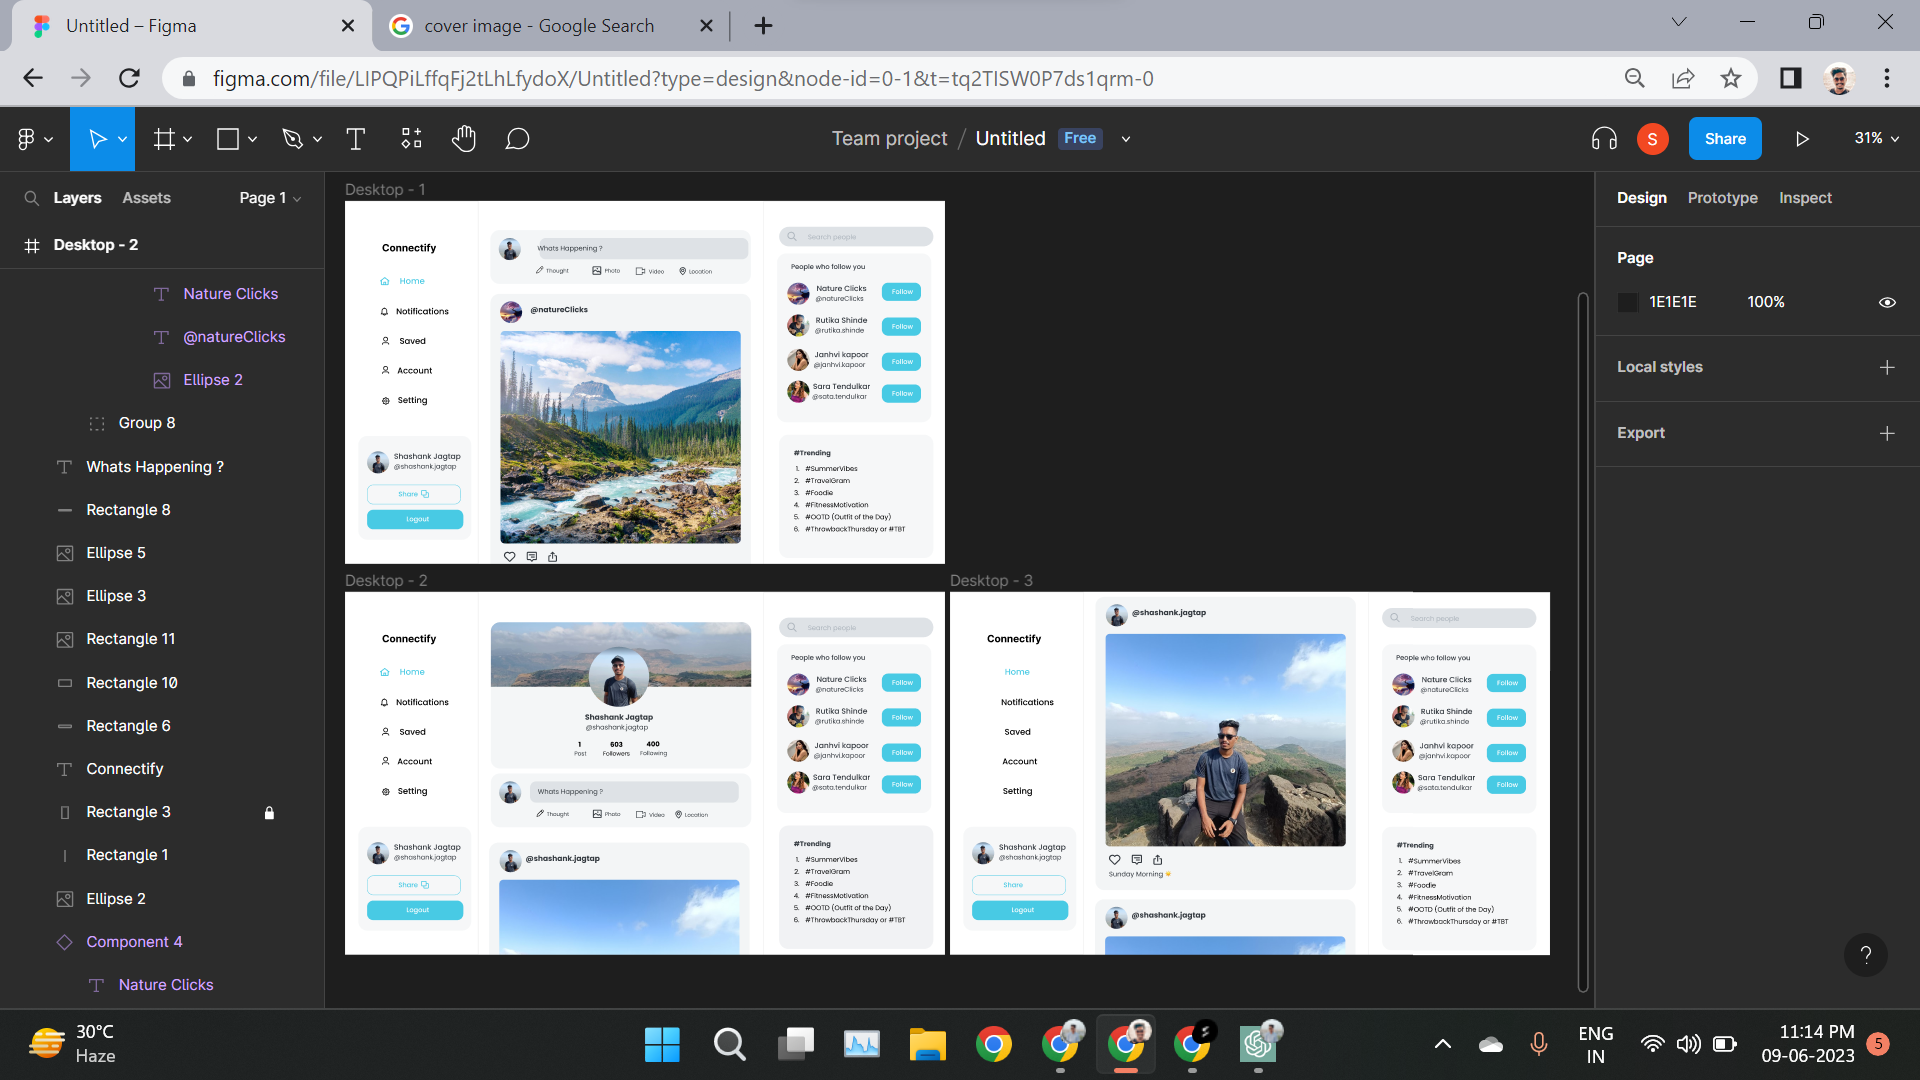 Untitled – Figma
cover image - Google Search
figma.com/file/LIPQPiLffqFj2tLhLfydoX/Untitled?type=design&node-id=0-1&t=tq2TISW0P7ds1qrm-0
Team project / Untitled Free
S
Share
31%
Layers Assets Page 1
Desktop - 2
Nature Clicks
@natureClicks
Ellipse 2
Group 8
Whats Happening ?
Rectangle 8
Ellipse 5
Ellipse 3
Rectangle 11
Rectangle 10
Rectangle 6
Connectify
Rectangle 3
Rectangle 1
Ellipse 2
Component 4
Nature Clicks
Desktop - 1
Connectify
Home
Notifications
Saved
Account
Setting
Shashank Jagtap
@shashank.jagtap
Share
Logout
Whats Happening ?
Thought Photo Video Location
@natureClicks
Search people
People who follow you
Nature Clicks
@natureClicks
Follow
Rutika Shinde
@rutika.shinde
Follow
Janhvi kapoor
@janhvi.kapoor
Follow
Sara Tendulkar
@sata.tendulkar
Follow
#Trending
1. #SummerVibes
2. #TravelGram
3. #Foodie
4. #FitnessMotivation
5. #OOTD (Outfit of the Day)
6. #ThrowbackThursday or #TBT
Desktop - 2
Connectify
Home
Notifications
Saved
Account
Setting
Shashank Jagtap
@shashank.jagtap
Share
Logout
Shashank Jagtap
@shashank.jagtap
1 603 400
Post Followers Following
Whats Happening ?
Thought Photo Video Location
@shashank.jagtap
Search people
People who follow you
Nature Clicks
@natureClicks
Follow
Rutika Shinde
@rutika.shinde
Follow
Janhvi kapoor
@janhvi.kapoor
Follow
Sara Tendulkar
@sata.tendulkar
Follow
#Trending
1. #SummerVibes
2. #TravelGram
3. #Foodie
4. #FitnessMotivation
5. #OOTD (Outfit of the Day)
6. #ThrowbackThursday or #TBT
Desktop - 3
Connectify
Home
Notifications
Saved
Account
Setting
Shashank Jagtap
@shashank.jagtap
Share
Logout
@shashank.jagtap
Sunday Morning
@shashank.jagtap
Search people
People who follow you
Nature Clicks
@natureClicks
Follow
Rutika Shinde
@rutika.shinde
Follow
Janhvi kapoor
@janhvi.kapoor
Follow
Sara Tendulkar
@sata.tendulkar
Follow
#Trending
1. #SummerVibes
2. #TravelGram
3. #Foodie
4. #FitnessMotivation
5. #OOTD (Outfit of the Day)
6. #ThrowbackThursday or #TBT
Design Prototype Inspect
Page
1E1E1E 100%
Local styles
Export
?
30°C
Haze
ENG
IN
11:14 PM
09-06-2023
5